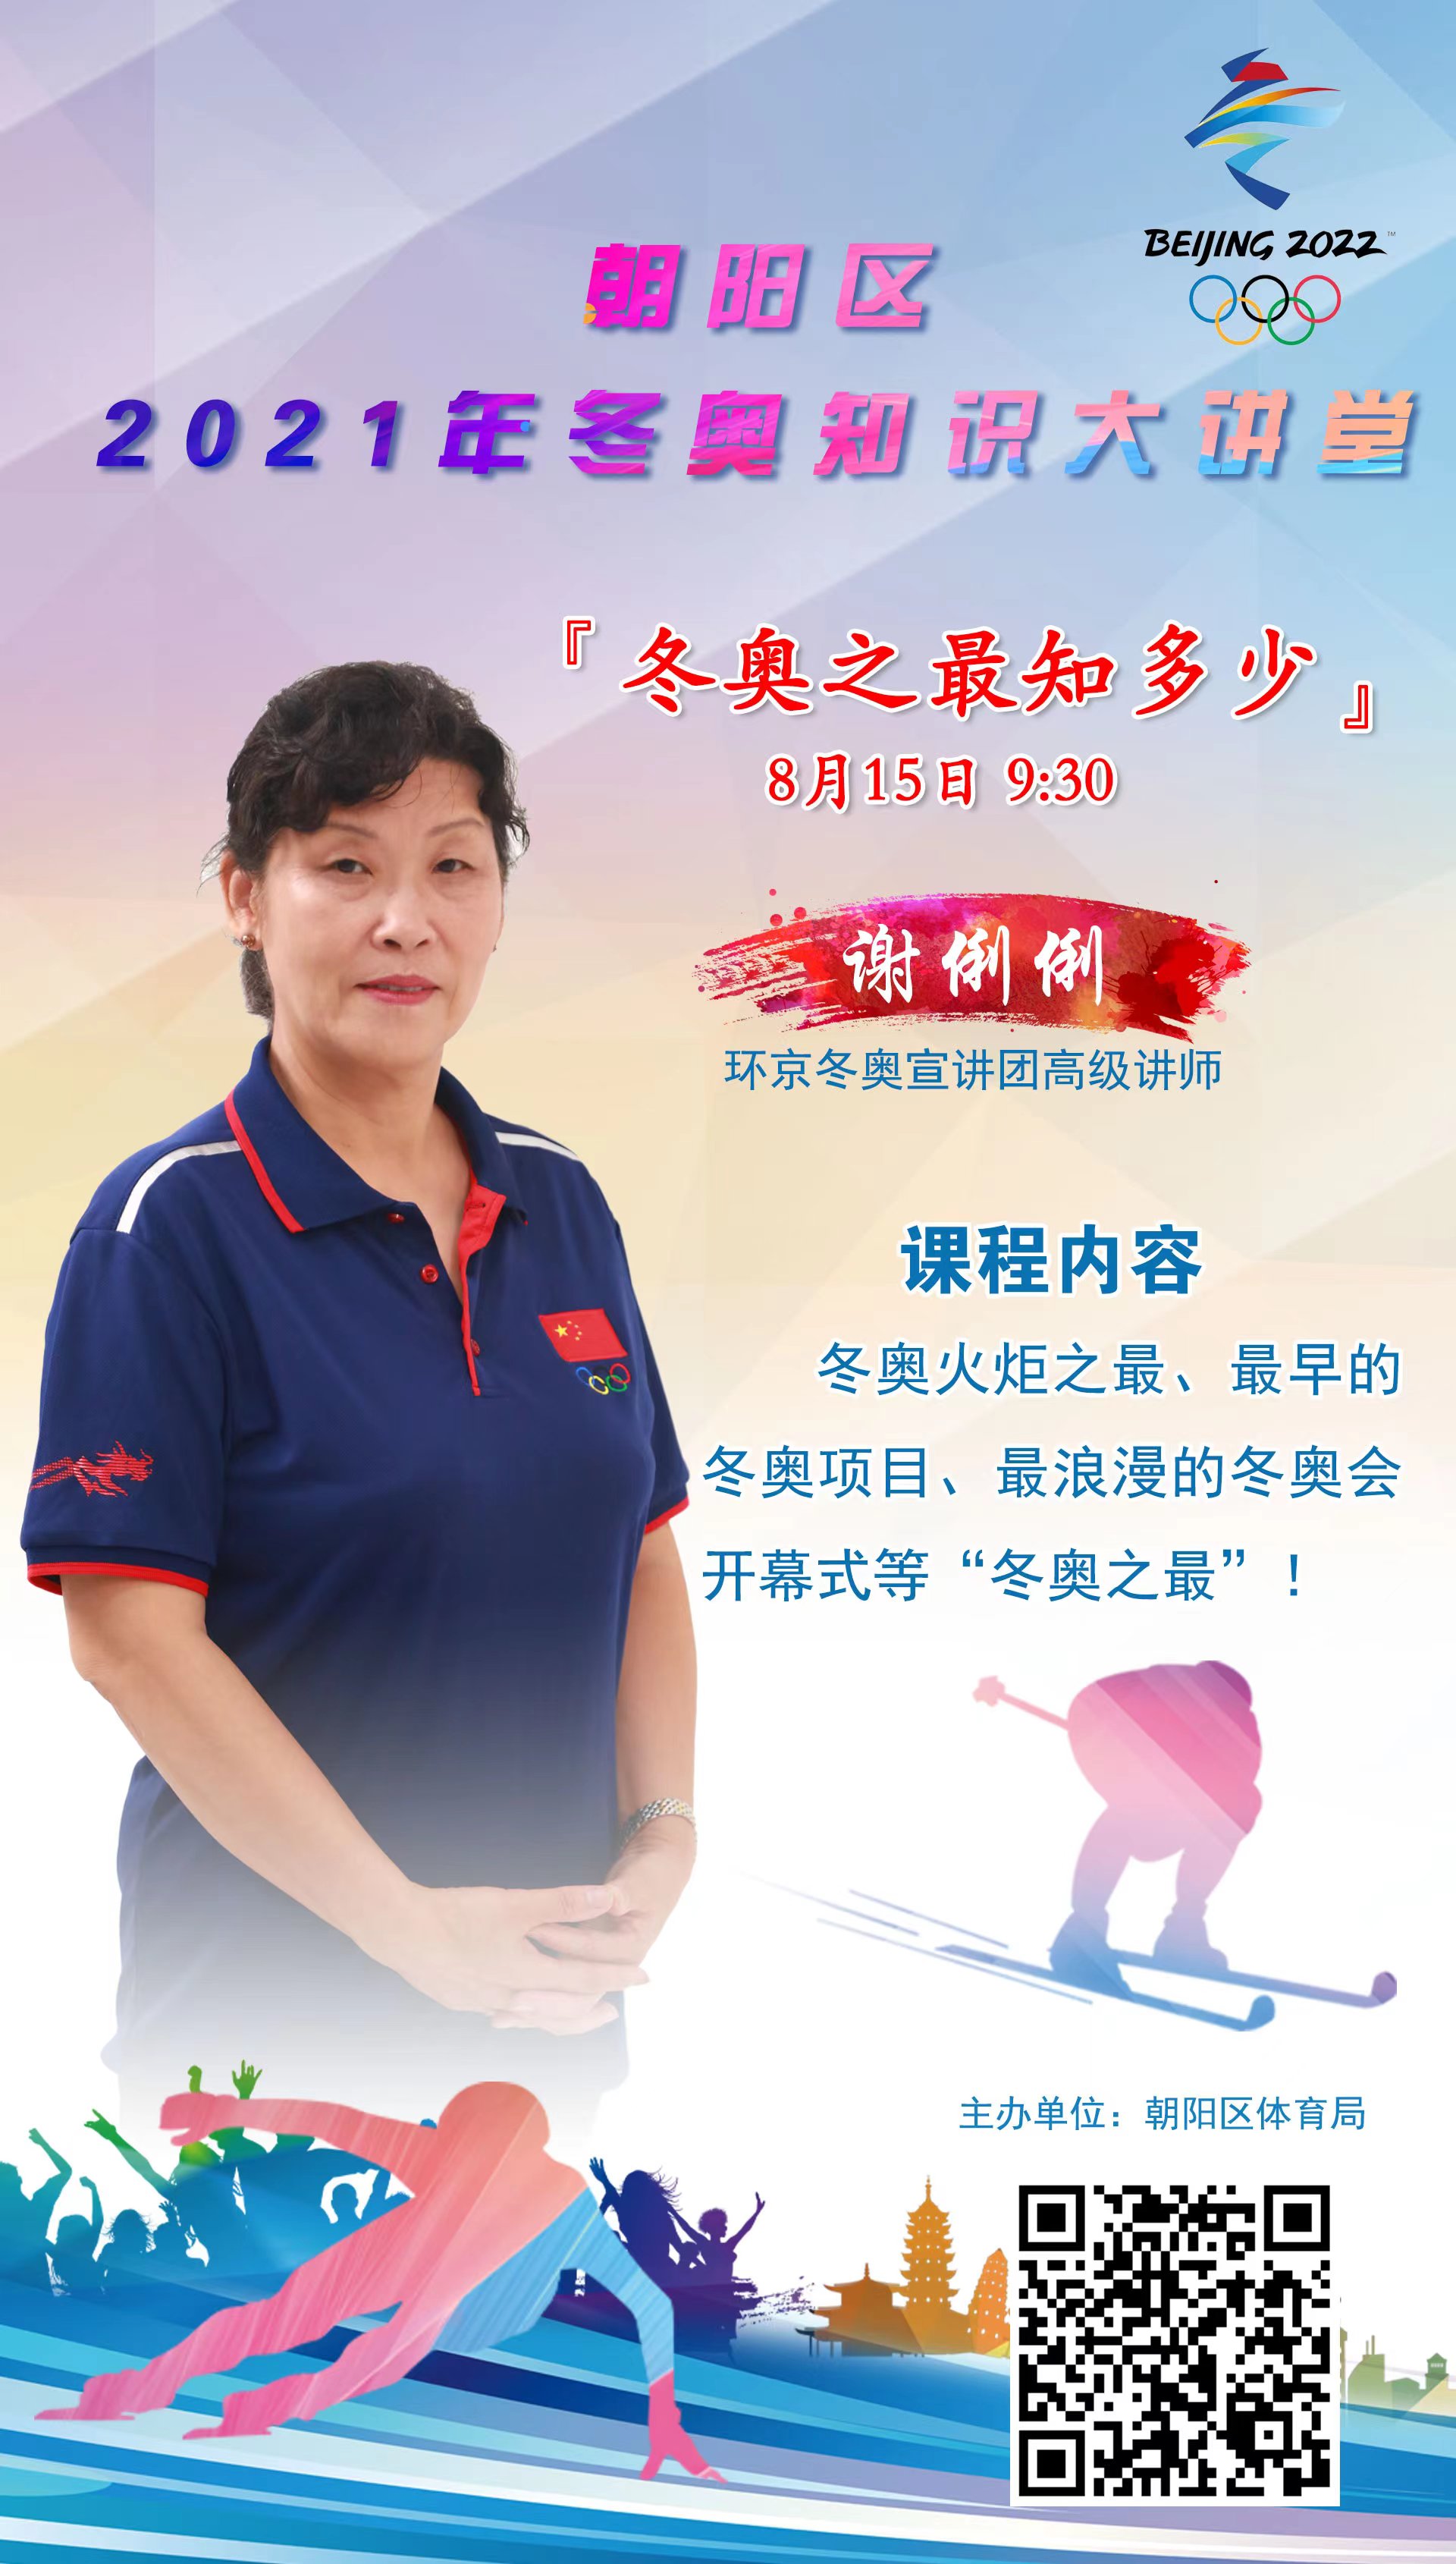 BEIJING 2022™
朝阳区
2021年冬奥知识大讲堂
『冬奥之最知多少』
8月15日 9:30
谢俐俐
环京冬奥宣讲团高级讲师
课程内容
冬奥火炬之最、最早的
冬奥项目、最浪漫的冬奥会
开幕式等“冬奥之最”！
主办单位：朝阳区体育局